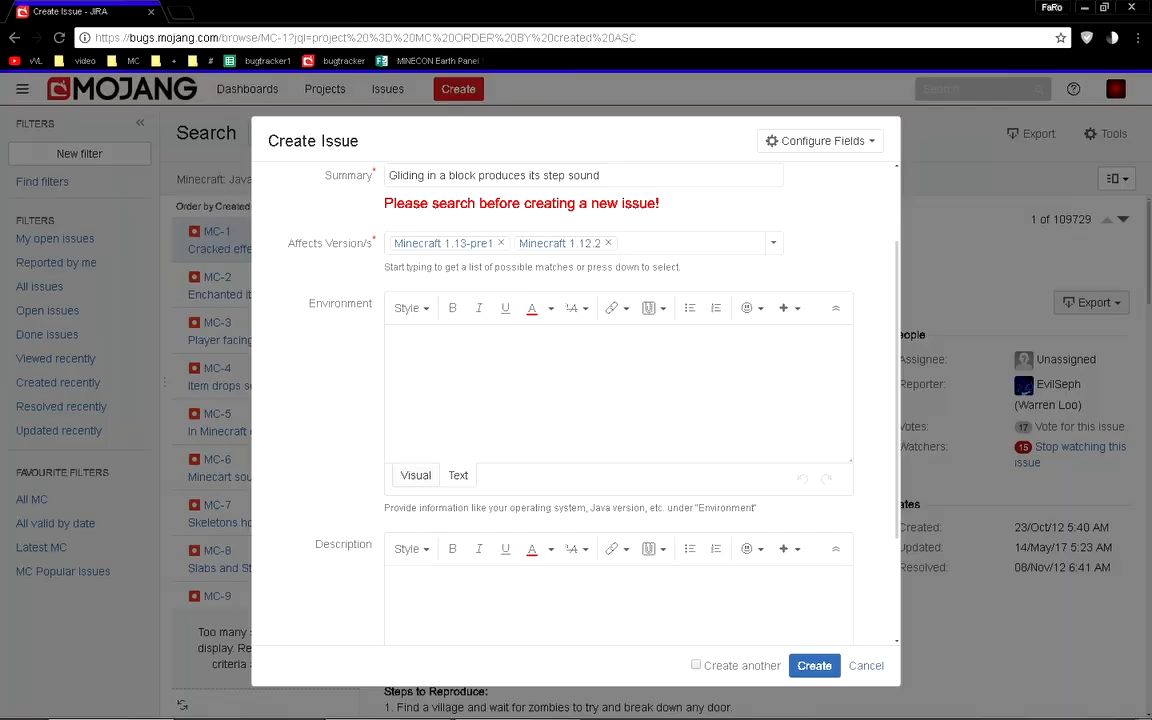 FaRo
Create Issue - JIRA
https://bugs.mojang.com/browse/MC-1?jql=project%20%3D%20MC%20ORDER%20BY%20created%20ASC
vVL video MC + # bugtracker1 bugtracker MINECON Earth Panel
MOJANG Dashboards Projects Issues Create Search
FILTERS
New filter
Find filters
FILTERS
My open issues
Reported by me
All issues
Open issues
Done issues
Viewed recently
Created recently
Resolved recently
Updated recently
FAVOURITE FILTERS
All MC
All valid by date
Latest MC
MC Popular issues
Search
Export Tools
Minecraft: Java
Order by Created
1 of 109729
MC-1
Cracked effe
MC-2
Enchanted it
MC-3
Player facing
MC-4
Item drops s
MC-5
In Minecraft
MC-6
Minecart sou
MC-7
Skeletons h
MC-8
Slabs and St
MC-9
Too many
display. Re
criteria
Create Issue
Configure Fields
Summary*
Gliding in a block produces its step sound
Please search before creating a new issue!
Affects Version/s*
Minecraft 1.13-pre1 Minecraft 1.12.2
Start typing to get a list of possible matches or press down to select.
Environment
Style B I U A
Visual Text
Provide information like your operating system, Java version, etc. under "Environment"
Description
Style B I U A
Create another Create Cancel
Export
eople
Assignee: Unassigned
Reporter: EvilSeph
(Warren Loo)
Votes: 17 Vote for this issue
Watchers: 15 Stop watching this
issue
ates
Created: 23/Oct/12 5:40 AM
Updated: 14/May/17 5:23 AM
Resolved: 08/Nov/12 6:41 AM
Steps to Reproduce:
1. Find a village and wait for zombies to try and break down any door.